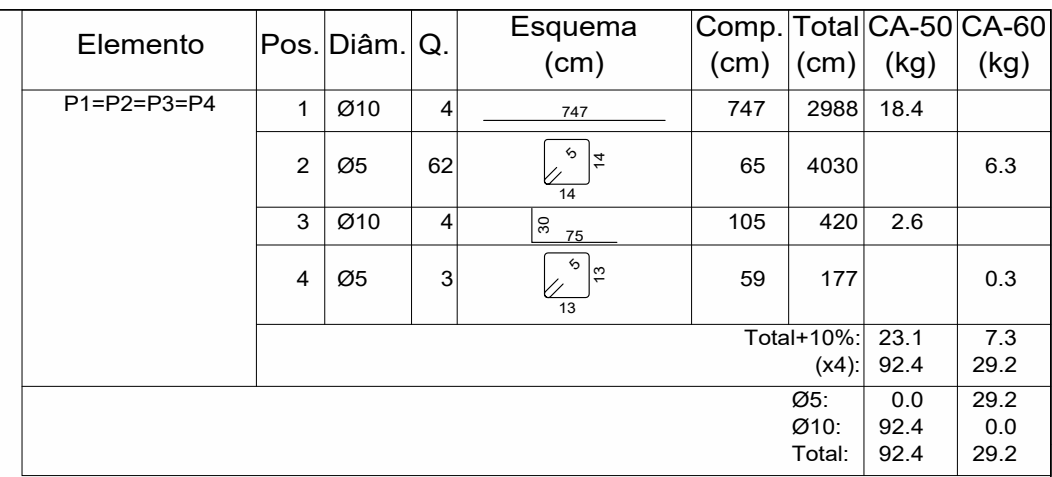 Elemento Pos. Diâm. Q. Esquema (cm) Comp. (cm) Total (cm) CA-50 (kg) CA-60 (kg)
P1=P2=P3=P4 1 Ø10 4 747 747 2988 18.4
2 Ø5 62 5 14 14 65 4030 6.3
3 Ø10 4 30 75 105 420 2.6
4 Ø5 3 5 13 13 59 177 0.3
Total+10%: 23.1 7.3
(x4): 92.4 29.2
Ø5: 0.0 29.2
Ø10: 92.4 0.0
Total: 92.4 29.2